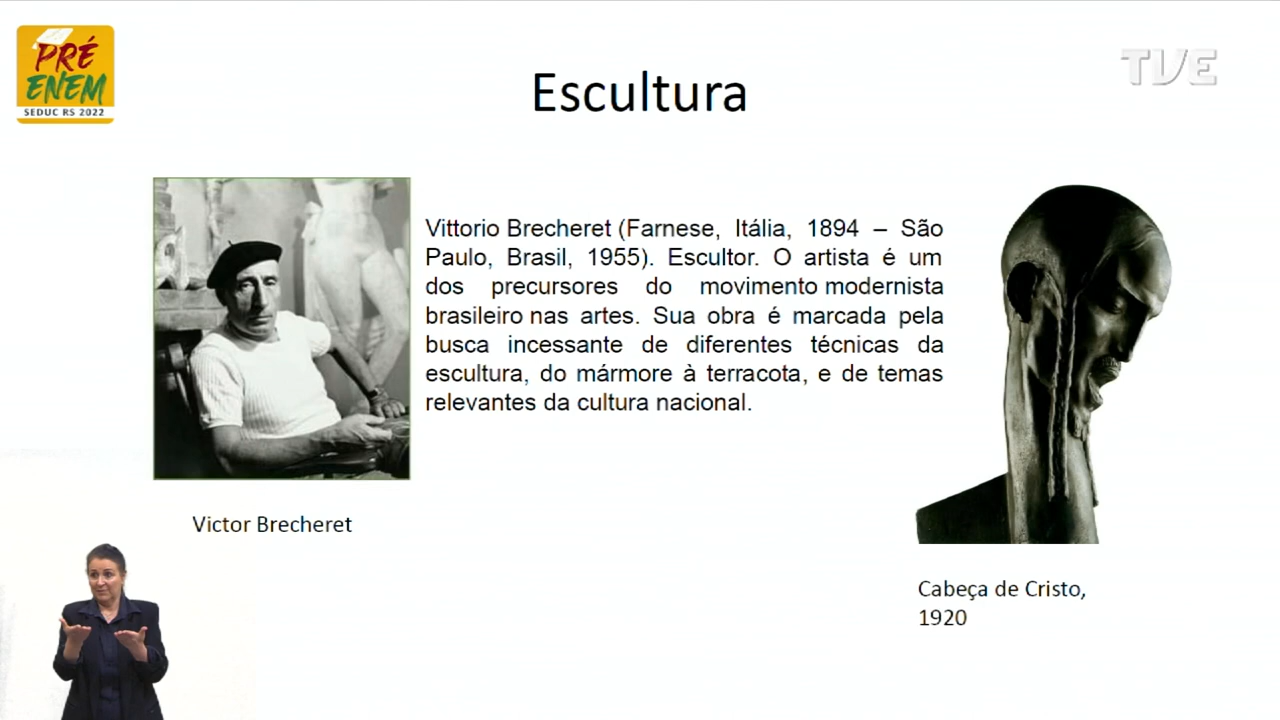 PRÉ
ENEM
SEDUC RS 2022
TVE
Escultura
Vittorio Brecheret (Farnese, Itália, 1894 – São
Paulo, Brasil, 1955). Escultor. O artista é um
dos precursores do movimento modernista
brasileiro nas artes. Sua obra é marcada pela
busca incessante de diferentes técnicas da
escultura, do mármore à terracota, e de temas
relevantes da cultura nacional.
Victor Brecheret
Cabeça de Cristo,
1920